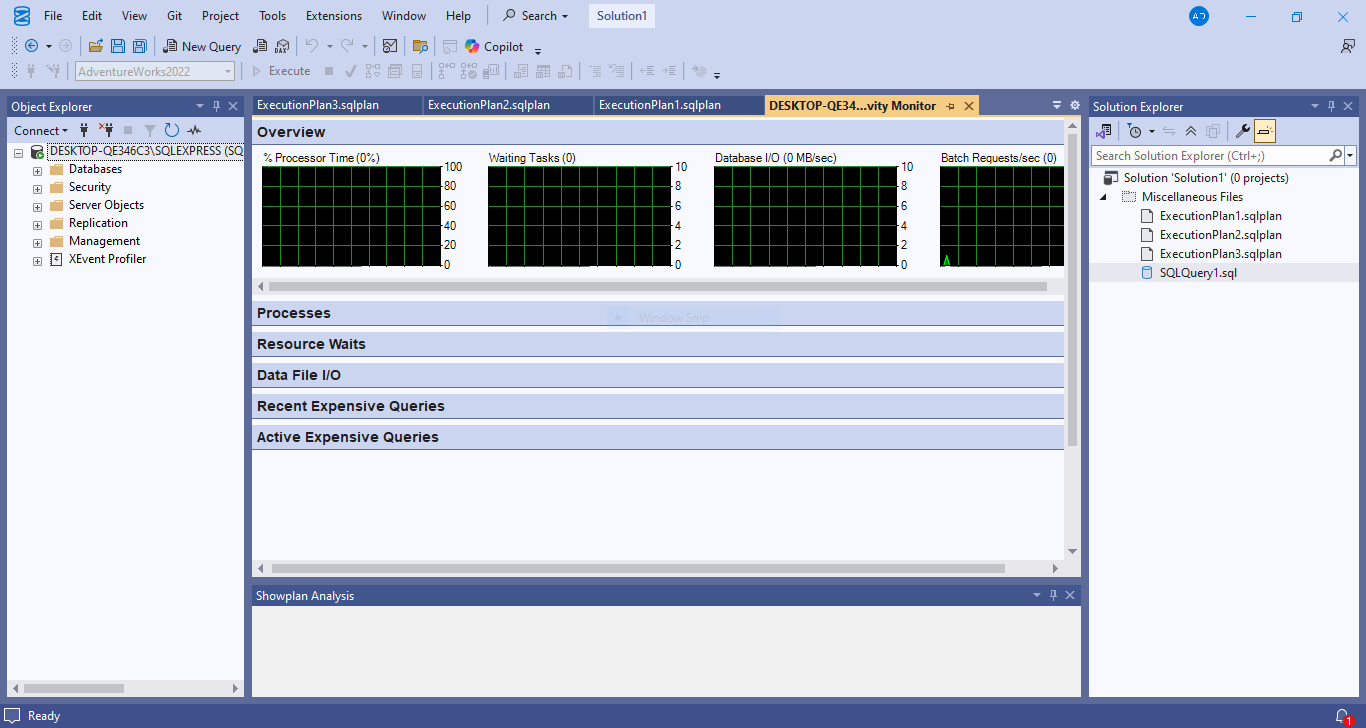 File Edit View Git Project Tools Extensions Window Help Search Solution1 AD
New Query DAX Copilot
AdventureWorks2022 Execute
Object Explorer
Connect
DESKTOP-QE346C3\SQLEXPRESS (SQ
Databases
Security
Server Objects
Replication
Management
XEvent Profiler
ExecutionPlan3.sqlplan ExecutionPlan2.sqlplan ExecutionPlan1.sqlplan DESKTOP-QE34...vity Monitor
Overview
% Processor Time (0%)
100
80
60
40
20
0
Waiting Tasks (0)
10
8
6
4
2
0
Database I/O (0 MB/sec)
10
8
6
4
2
0
Batch Requests/sec (0)
Processes
Window Snip
Resource Waits
Data File I/O
Recent Expensive Queries
Active Expensive Queries
Showplan Analysis
Solution Explorer
Search Solution Explorer (Ctrl+;)
Solution 'Solution1' (0 projects)
Miscellaneous Files
ExecutionPlan1.sqlplan
ExecutionPlan2.sqlplan
ExecutionPlan3.sqlplan
SQLQuery1.sql
Ready
1